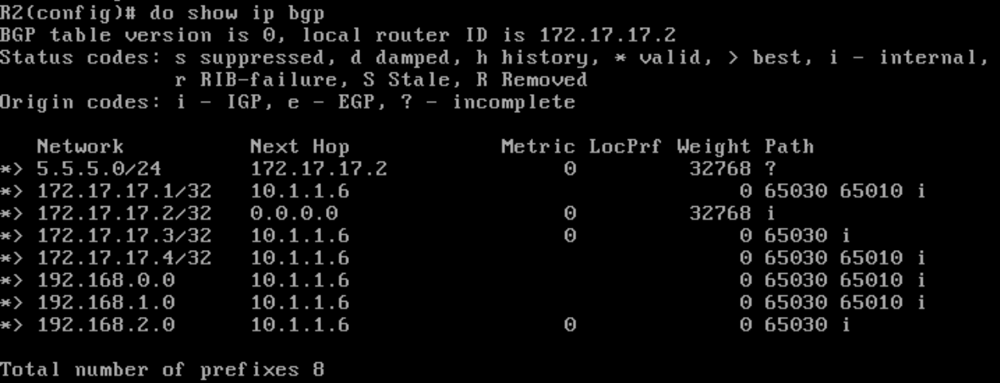 R2(config)# do show ip bgp
BGP table version is 0, local router ID is 172.17.17.2
Status codes: s suppressed, d damped, h history, * valid, > best, i - internal,
              r RIB-failure, S Stale, R Removed
Origin codes: i - IGP, e - EGP, ? - incomplete

   Network          Next Hop            Metric LocPrf Weight Path
*> 5.5.5.0/24       172.17.17.2              0         32768 ?
*> 172.17.17.1/32   10.1.1.6                               0 65030 65010 i
*> 172.17.17.2/32   0.0.0.0                  0         32768 i
*> 172.17.17.3/32   10.1.1.6                 0             0 65030 i
*> 172.17.17.4/32   10.1.1.6                               0 65030 65010 i
*> 192.168.0.0      10.1.1.6                               0 65030 65010 i
*> 192.168.1.0      10.1.1.6                               0 65030 65010 i
*> 192.168.2.0      10.1.1.6                 0             0 65030 i

Total number of prefixes 8